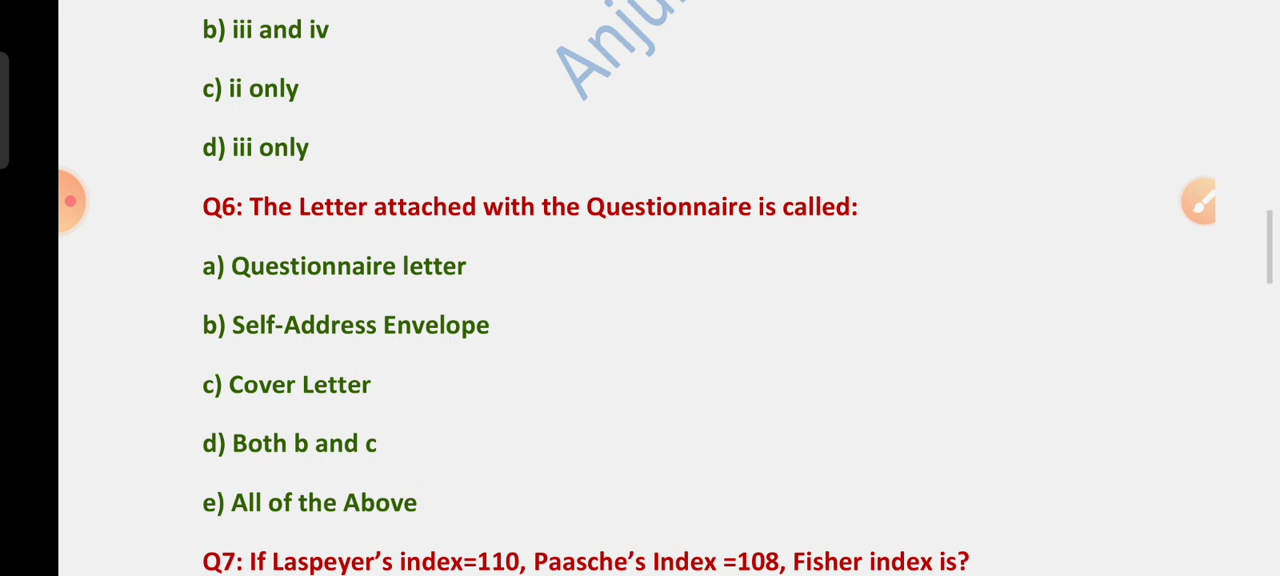 b) iii and iv
c) ii only
d) iii only
Q6: The Letter attached with the Questionnaire is called:
a) Questionnaire letter
b) Self-Address Envelope
c) Cover Letter
d) Both b and c
e) All of the Above
Q7: If Laspeyer’s index=110, Paasche’s Index =108, Fisher index is?